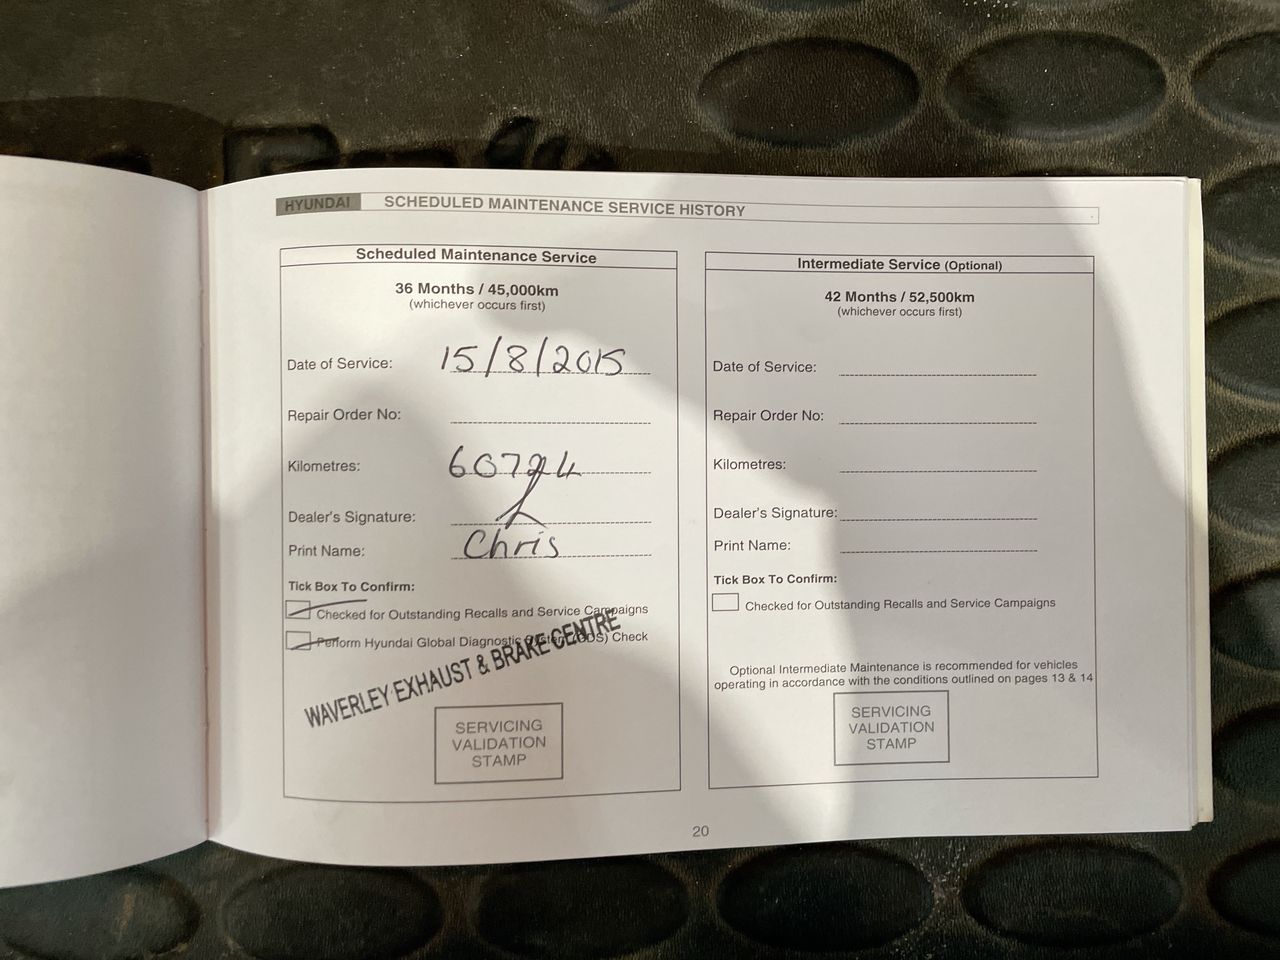 HYUNDAI SCHEDULED MAINTENANCE SERVICE HISTORY
Scheduled Maintenance Service
36 Months / 45,000km
(whichever occurs first)
Date of Service: 15/8/2015
Repair Order No:
Kilometres: 60724
Dealer's Signature:
Print Name: Chris
Tick Box To Confirm:
Checked for Outstanding Recalls and Service Campaigns
Perform Hyundai Global Diagnostic System (GDS) Check
WAVERLEY EXHAUST & BRAKE CENTRE
SERVICING
VALIDATION
STAMP
Intermediate Service (Optional)
42 Months / 52,500km
(whichever occurs first)
Date of Service:
Repair Order No:
Kilometres:
Dealer's Signature:
Print Name:
Tick Box To Confirm:
Checked for Outstanding Recalls and Service Campaigns
Optional Intermediate Maintenance is recommended for vehicles
operating in accordance with the conditions outlined on pages 13 & 14
SERVICING
VALIDATION
STAMP
20